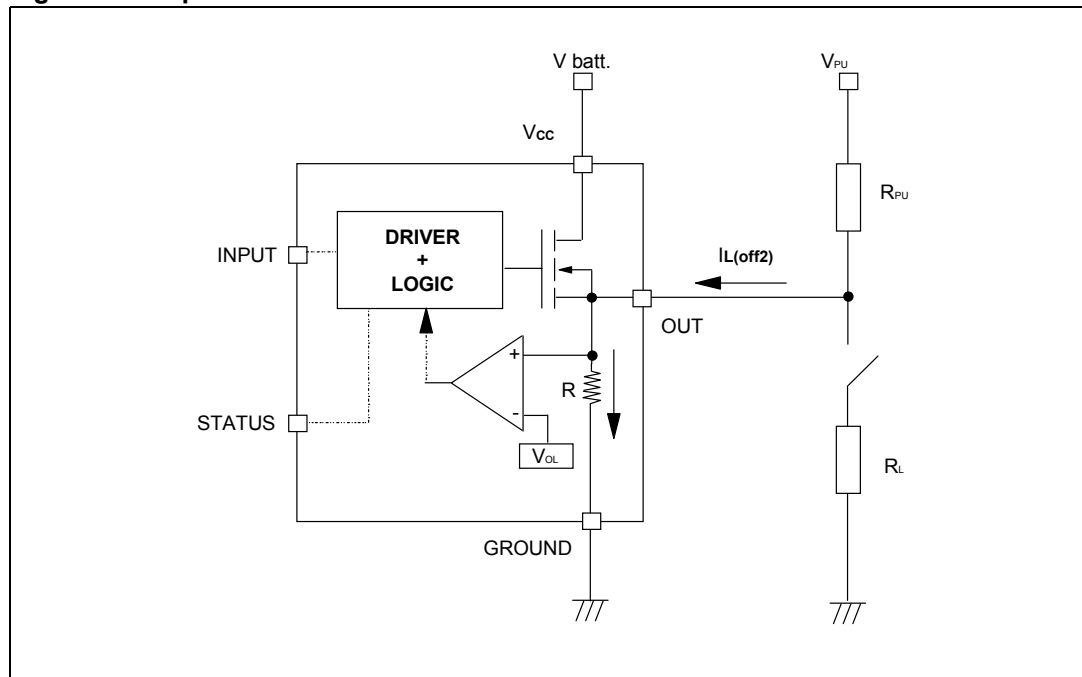 V batt.
VPU
VCC
RPU
INPUT
DRIVER
+
LOGIC
IL(off2)
OUT
+
R
-
STATUS
VOL
RL
GROUND